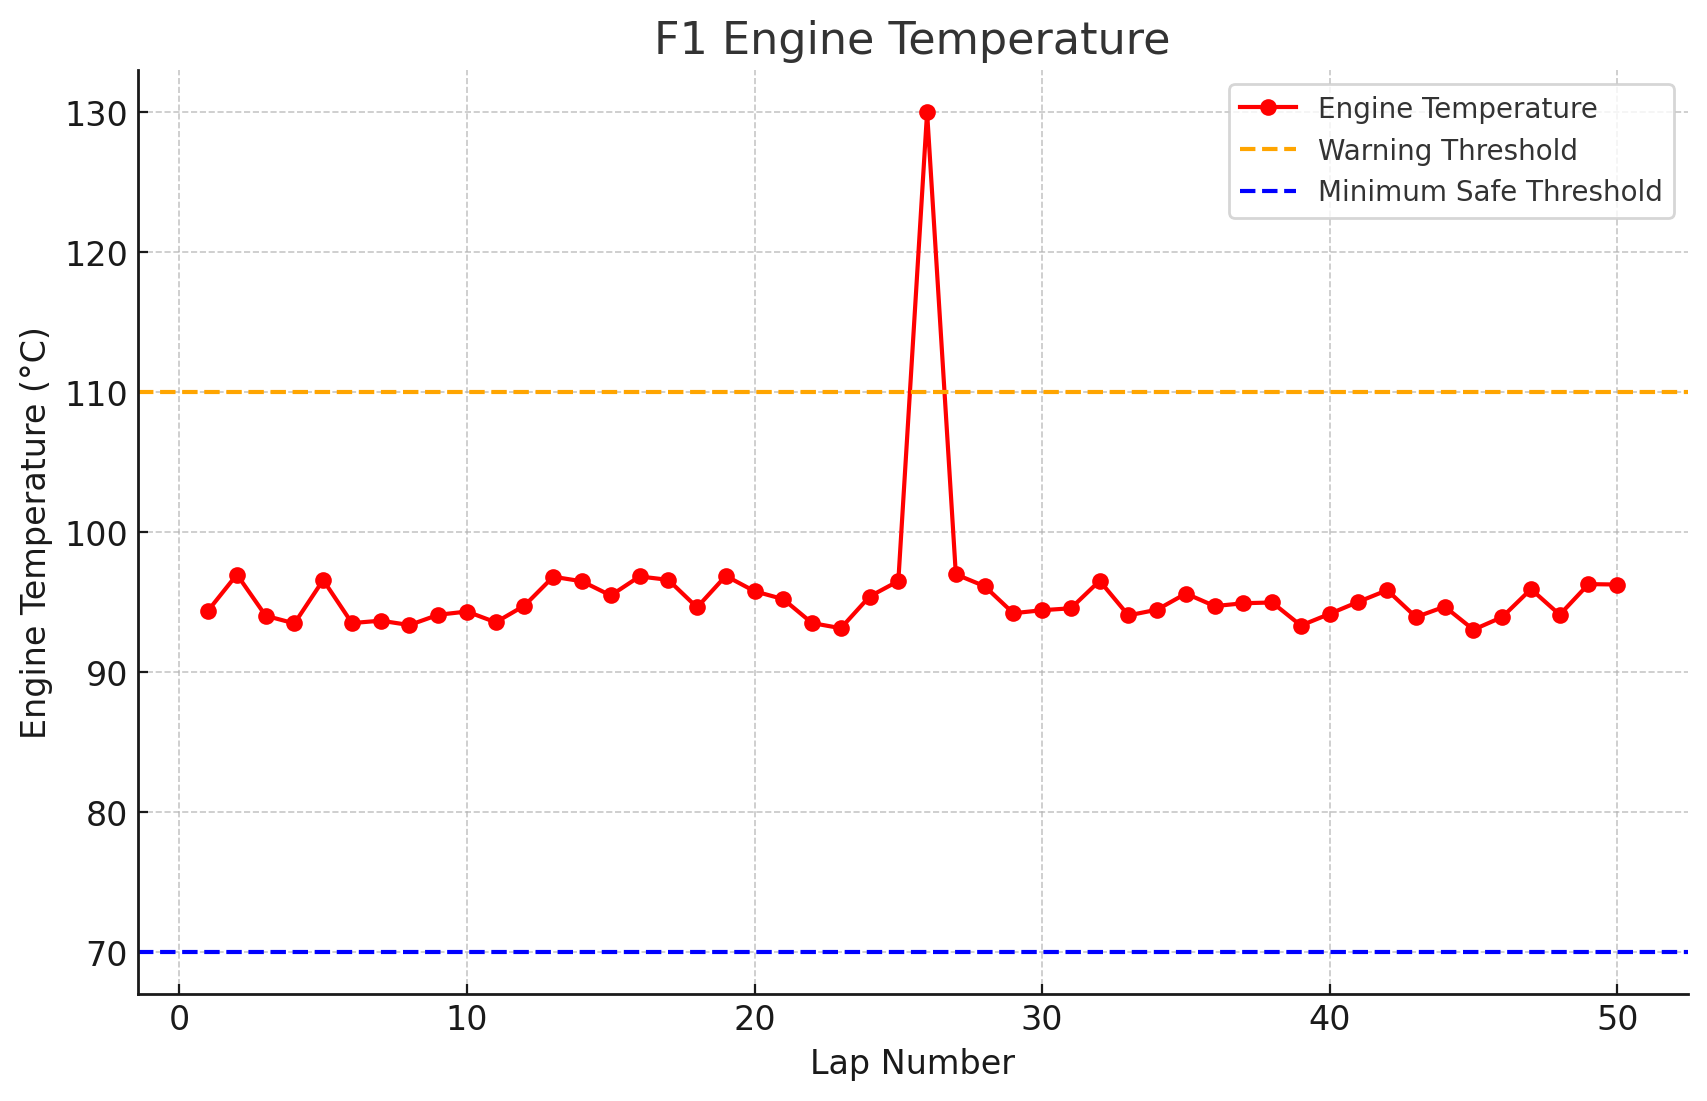 F1 Engine Temperature
Engine Temperature
Warning Threshold
Minimum Safe Threshold
Engine Temperature (°C)
130
120
110
100
90
80
70
0 10 20 30 40 50
Lap Number